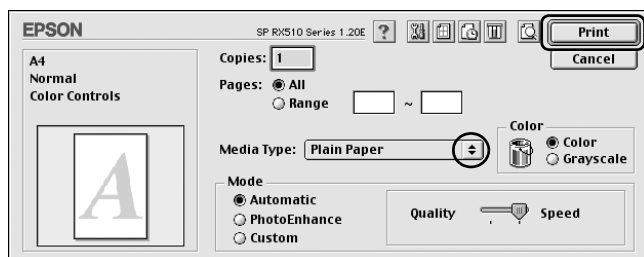 EPSON
SP RX510 Series 1.20E
?
Print
A4
Normal
Color Controls
A
Copies: 1
Cancel
Pages: All
Range ~
Media Type: Plain Paper
Color
Color
Grayscale
Mode
Automatic
PhotoEnhance
Custom
Quality Speed